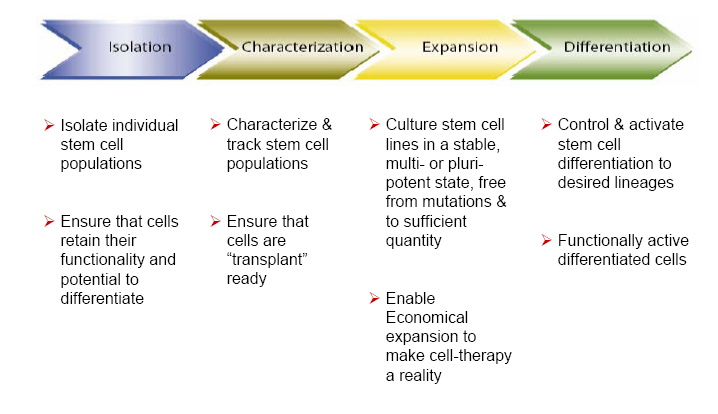 Isolation
Characterization
Expansion
Differentiation
➢ Isolate individual
stem cell
populations
➢ Ensure that cells
retain their
functionality and
potential to
differentiate
➢ Characterize &
track stem cell
populations
➢ Ensure that
cells are
“transplant”
ready
➢ Culture stem cell
lines in a stable,
multi- or pluri-
potent state, free
from mutations &
to sufficient
quantity
➢ Enable
Economical
expansion to
make cell-therapy
a reality
➢ Control & activate
stem cell
differentiation to
desired lineages
➢ Functionally active
differentiated cells